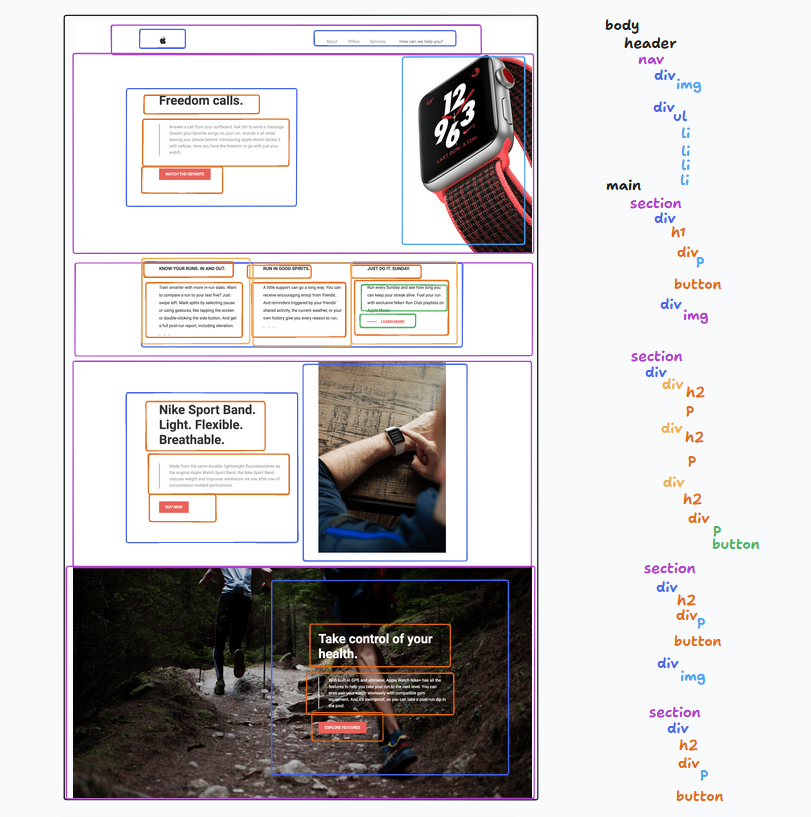 About Offers Services How can we help you?
Freedom calls.
Answer a call from your surfboard. Ask Siri to send a message.
Stream your favorite songs on your run. And do it all while
leaving your phone behind. Introducing Apple Watch Series 3
with cellular. Now you have the freedom to go with just your
watch.
WATCH THE KEYNOTE
12
9 3
6
LAST RUN: 5.12MI
KNOW YOUR RUNS. IN AND OUT.
Train smarter with more in-run stats. Want
to compare a run to your last five? Just
swipe left. Mark splits by selecting pause
or using gestures, like tapping the screen
or double-clicking the side button. And get
a full post-run report, including elevation.
RUN IN GOOD SPIRITS.
A little support can go a long way. You can
receive encouraging emoji from friends.
And reminders triggered by your friends'
shared activity, the current weather, or your
own history give you every reason to run.
JUST DO IT. SUNDAY.
Run every Sunday and see how long you
can keep your streak alive. Fuel your run
with exclusive Nike+ Run Club playlists on
Apple Music.
LEARN MORE
Nike Sport Band.
Light. Flexible.
Breathable.
Made from the same durable, lightweight fluoroelastomer as
the original Apple Watch Sport Band, the Nike Sport Band
reduces weight and improves ventilation via row after row of
compression-molded perforations.
BUY NOW
Take control of your
health.
With built-in GPS and altimeter, Apple Watch Nike+ has all the
features to help you take your run to the next level. You can
even pair your watch wirelessly with compatible gym
equipment. And it's swimproof, so you can take a post-run dip in
the pool.
EXPLORE FEATURES
body
header
nav
div
img
div
ul
li
li
li
li
main
section
div
h1
div
p
button
div
img
section
div
div
h2
p
div
h2
p
div
h2
div
p
button
section
div
h2
div
p
button
div
img
section
div
h2
div
p
button